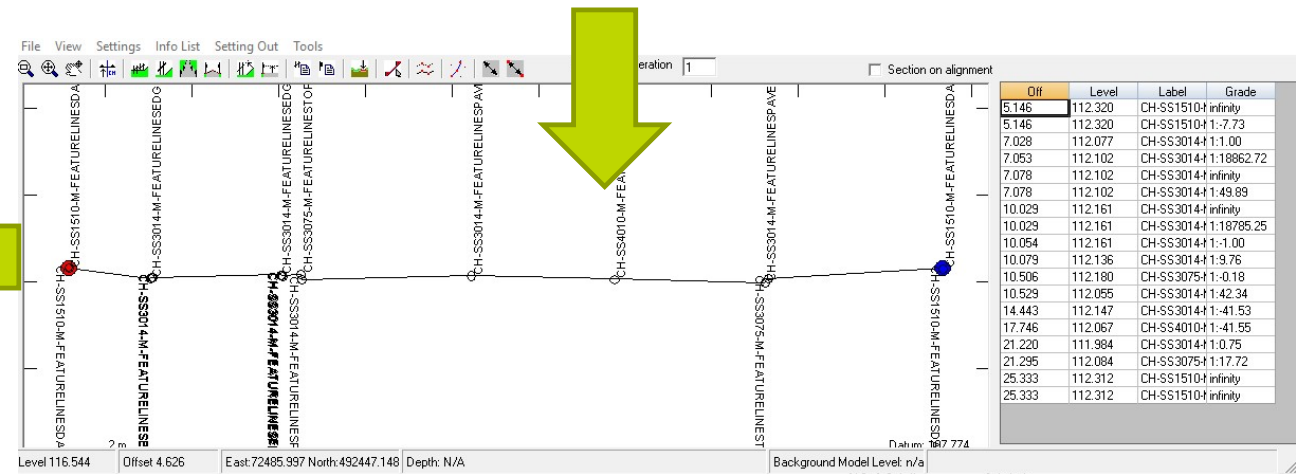 File View Settings Info List Setting Out Tools
eration 1
Section on alignment
Off Level Label Grade
5.146 112.320 CH-SS1510-M infinity
5.146 112.320 CH-SS1510-M 1:-7.73
7.028 112.077 CH-SS3014-M 1:1.00
7.053 112.102 CH-SS3014-M 1:18862.72
7.078 112.102 CH-SS3014-M infinity
7.078 112.102 CH-SS3014-M 1:49.89
10.029 112.161 CH-SS3014-M infinity
10.029 112.161 CH-SS3014-M 1:18785.25
10.054 112.161 CH-SS3014-M 1:-1.00
10.079 112.136 CH-SS3014-M 1:9.76
10.506 112.180 CH-SS3075-M 1:-0.18
10.529 112.055 CH-SS3014-M 1:42.34
14.443 112.147 CH-SS3014-M 1:-41.53
17.746 112.067 CH-SS4010-M 1:-41.55
21.220 111.984 CH-SS3014-M 1:0.75
21.295 112.084 CH-SS3075-M 1:17.72
25.333 112.312 CH-SS1510-M infinity
25.333 112.312 CH-SS1510-M infinity
CH-SS1510-M-FEATURELINESDA
CH-SS3014-M-FEATURELINESEDG
CH-SS3014-M-FEATURELINESEDG
CH-SS3075-M-FEATURELINESTOP
CH-SS3014-M-FEATURELINESPAV
CH-SS4010-M-FEA
CH-SS3014-M-FEATURELINESPAVE
CH-SS1510-M-FEATURELINESDA
CH-SS1510-M-FEATURELINESDA
CH-SS3014-M-FEATURELINESE
CH-SS3014-M-FEATURELINESE
CH-SS3014-M-FEATURELINESF
CH-SS3075-M-FEATURELINEST
CH-SS1510-M-FEATURELINESD
2 m
Datum: 107.774
Level 116.544 Offset 4.626 East:72485.997 North:492447.148 Depth: N/A Background Model Level: n/a